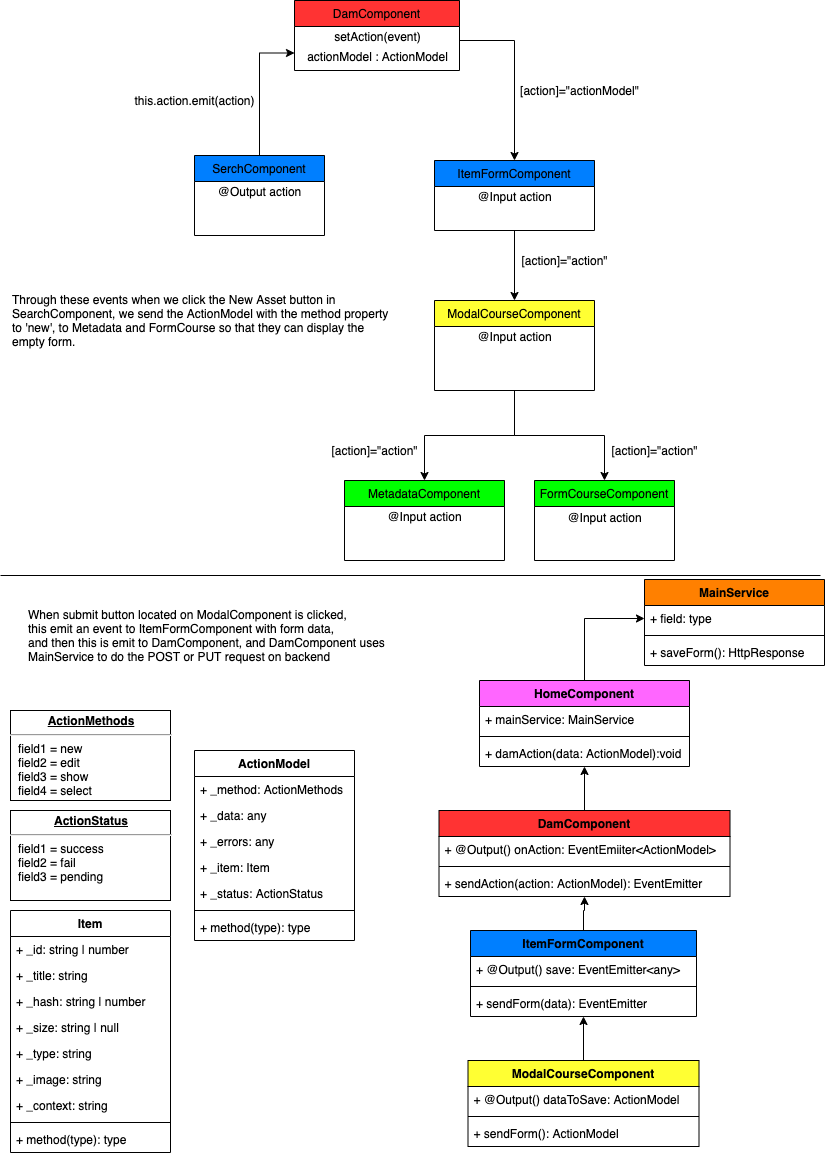 DamComponent
setAction(event)
actionModel : ActionModel
[action]="actionModel"
this.action.emit(action)
SerchComponent
@Output action
ItemFormComponent
@Input action
[action]="action"
Through these events when we click the New Asset button in
SearchComponent, we send the ActionModel with the method property
to 'new', to Metadata and FormCourse so that they can display the
empty form.
ModalCourseComponent
@Input action
[action]="action"
[action]="action"
MetadataComponent
@Input action
FormCourseComponent
@Input action
When submit button located on ModalComponent is clicked,
this emit an event to ItemFormComponent with form data,
and then this is emit to DamComponent, and DamComponent uses
MainService to do the POST or PUT request on backend
MainService
+ field: type
+ saveForm(): HttpResponse
HomeComponent
+ mainService: MainService
+ damAction(data: ActionModel):void
ActionMethods
field1 = new
field2 = edit
field3 = show
field4 = select
ActionStatus
field1 = success
field2 = fail
field3 = pending
ActionModel
+ _method: ActionMethods
+ _data: any
+ _errors: any
+ _item: Item
+ _status: ActionStatus
+ method(type): type
Item
+ _id: string | number
+ _title: string
+ _hash: string | number
+ _size: string | null
+ _type: string
+ _image: string
+ _context: string
+ method(type): type
DamComponent
+ @Output() onAction: EventEmiiter<ActionModel>
+ sendAction(action: ActionModel): EventEmitter
ItemFormComponent
+ @Output() save: EventEmitter<any>
+ sendForm(data): EventEmitter
ModalCourseComponent
+ @Output() dataToSave: ActionModel
+ sendForm(): ActionModel